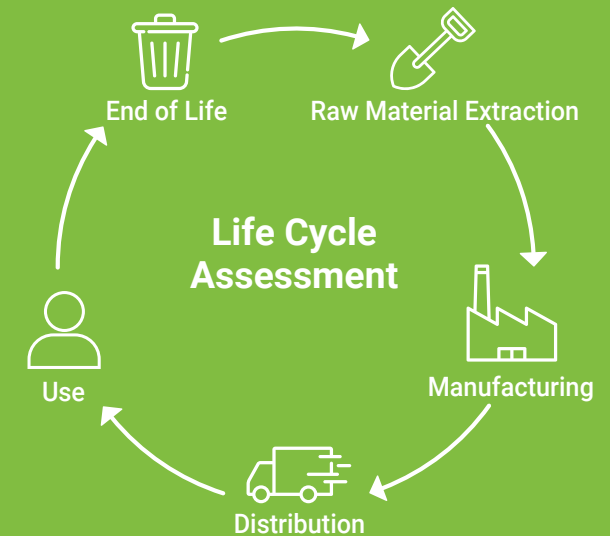 End of Life
Raw Material Extraction
Life Cycle
Assessment
Use
Manufacturing
Distribution